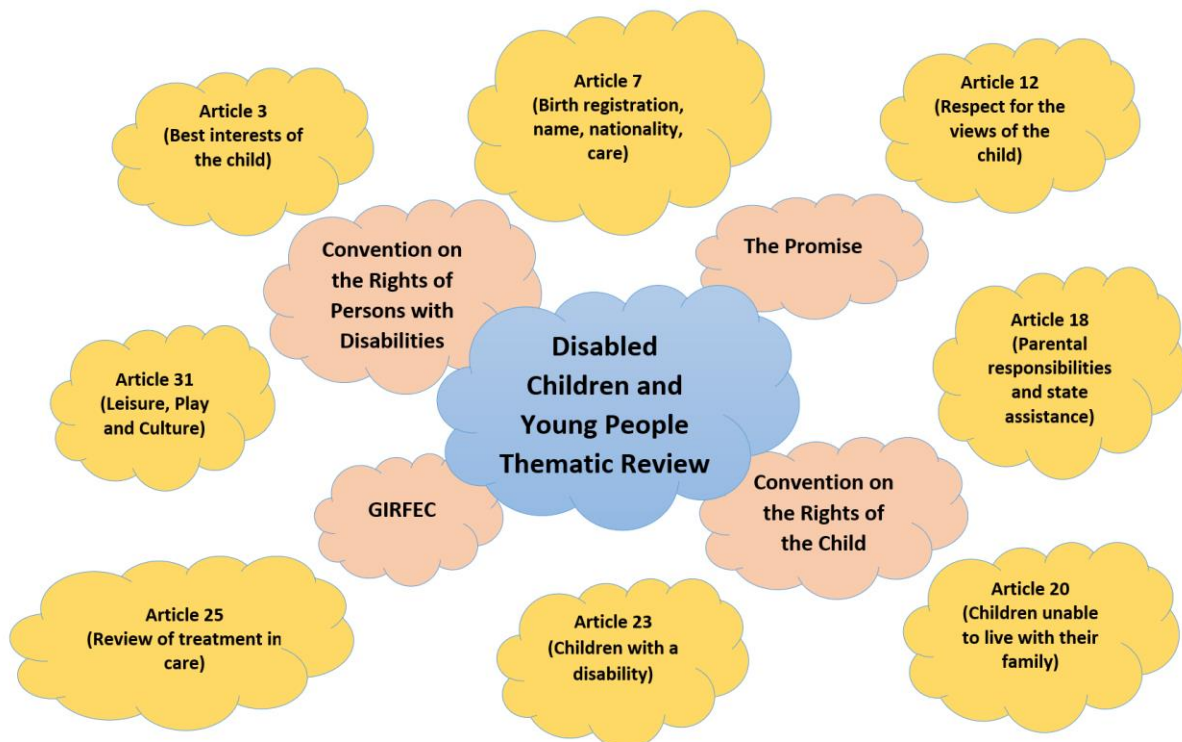 Article 3
(Best interests of
the child)
Article 7
(Birth registration,
name, nationality,
care)
Article 12
(Respect for the
views of the
child)
Convention on
the Rights of
Persons with
Disabilities
The Promise
Disabled
Children and
Young People
Thematic Review
Article 18
(Parental
responsibilities
and state
assistance)
Article 31
(Leisure, Play
and Culture)
GIRFEC
Convention on
the Rights of
the Child
Article 25
(Review of treatment in
care)
Article 23
(Children with a
disability)
Article 20
(Children unable
to live with their
family)